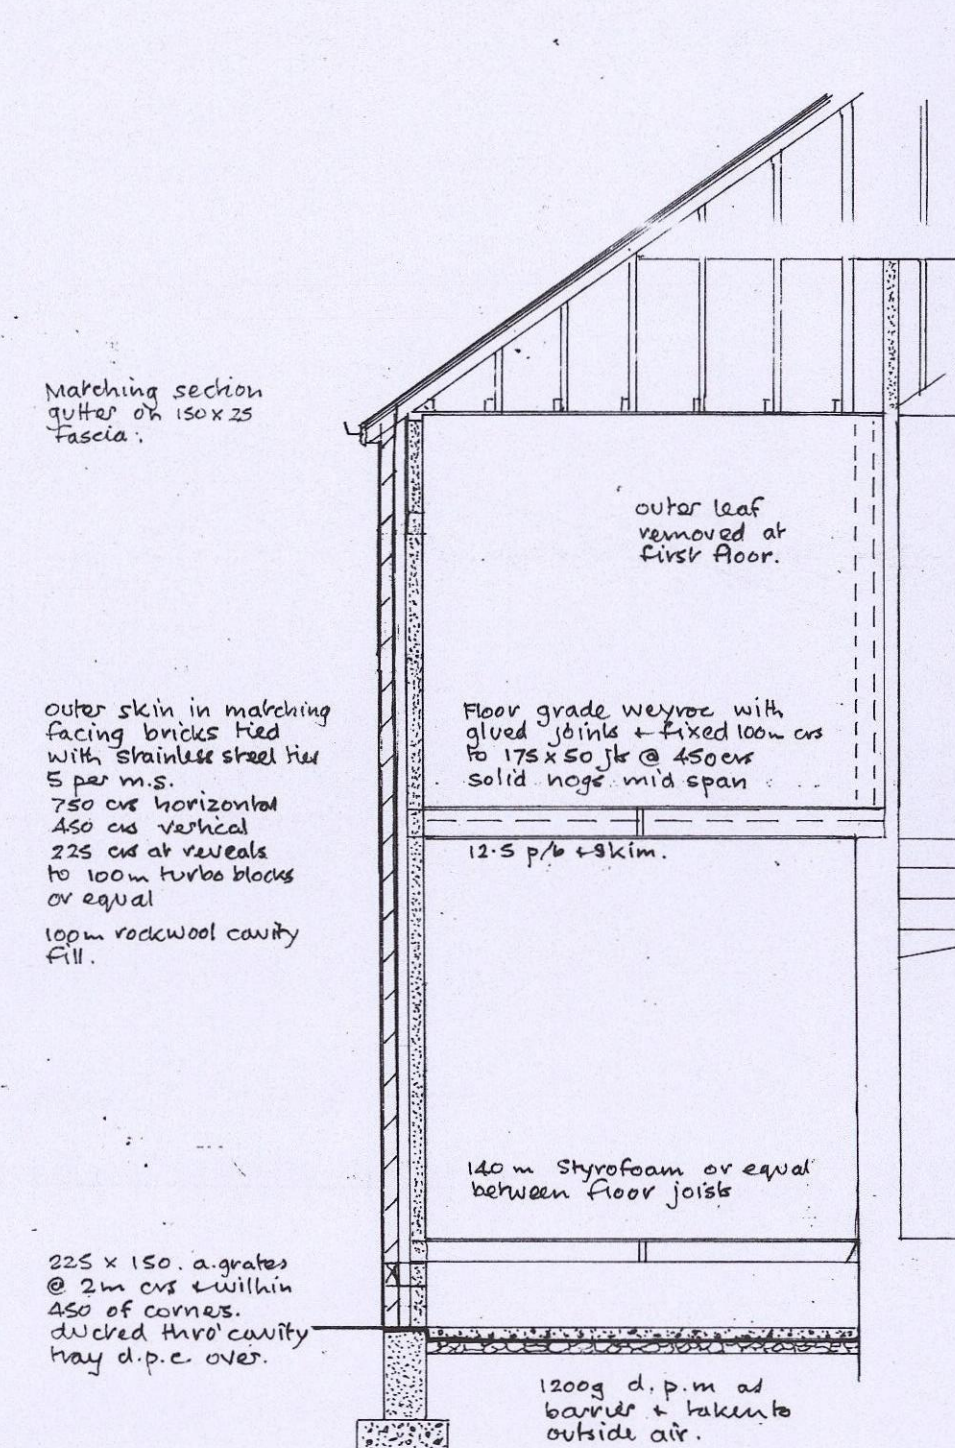 Matching section
gutter on 150 x 25
fascia.
outer leaf
removed at
first floor.
outer skin in matching
facing bricks tied
with stainless steel ties
5 per m.s.
750 crs horizontal
450 crs vertical
225 crs at reveals
to 100m turbo blocks
or equal
100m rockwool cavity
fill.
Floor grade weyroc with
glued joints + fixed 100m crs
to 175 x 50 jts @ 450 crs
solid nogs mid span
12.5 p/b + skim.
140 m Styrofoam or equal
between floor joists
225 x 150. a.grates
@ 2m crs + within
450 of corners.
ducted thro' cavity
tray d.p.c. over.
1200g d.p.m as
barrier + taken to
outside air.